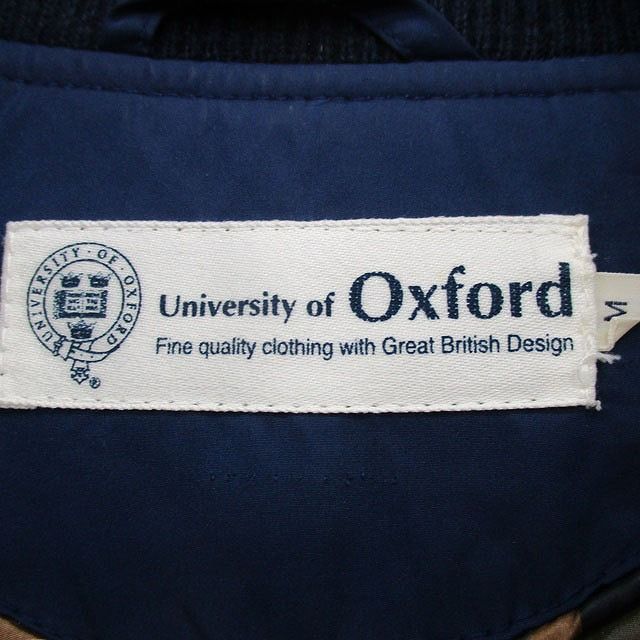 UNIVERSITY·OF·OXFORD
University of Oxford
Fine quality clothing with Great British Design
®
M